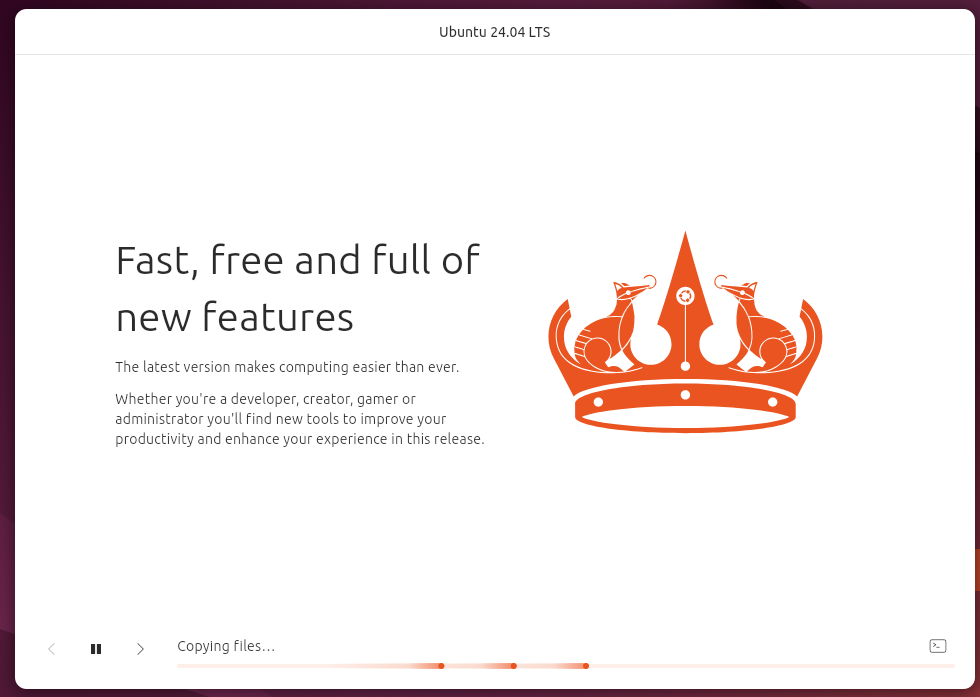 Ubuntu 24.04 LTS
Fast, free and full of
new features
The latest version makes computing easier than ever.
Whether you're a developer, creator, gamer or
administrator you'll find new tools to improve your
productivity and enhance your experience in this release.
Copying files...